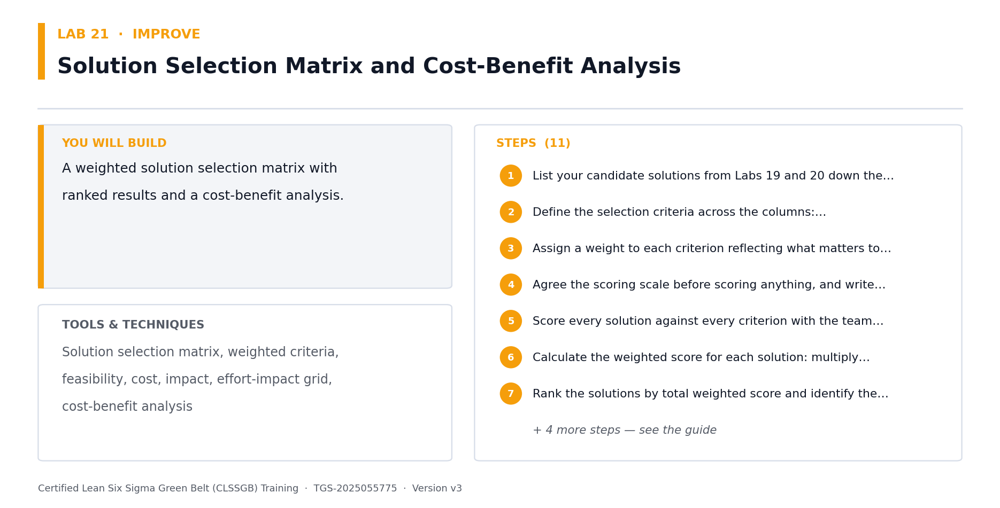 LAB 21 · IMPROVE
Solution Selection Matrix and Cost-Benefit Analysis
YOU WILL BUILD
A weighted solution selection matrix with
ranked results and a cost-benefit analysis.
TOOLS & TECHNIQUES
Solution selection matrix, weighted criteria,
feasibility, cost, impact, effort-impact grid,
cost-benefit analysis
STEPS (11)
1 List your candidate solutions from Labs 19 and 20 down the…
2 Define the selection criteria across the columns:…
3 Assign a weight to each criterion reflecting what matters to…
4 Agree the scoring scale before scoring anything, and write…
5 Score every solution against every criterion with the team…
6 Calculate the weighted score for each solution: multiply…
7 Rank the solutions by total weighted score and identify the…
+ 4 more steps — see the guide
Certified Lean Six Sigma Green Belt (CLSSGB) Training · TGS-2025055775 · Version v3